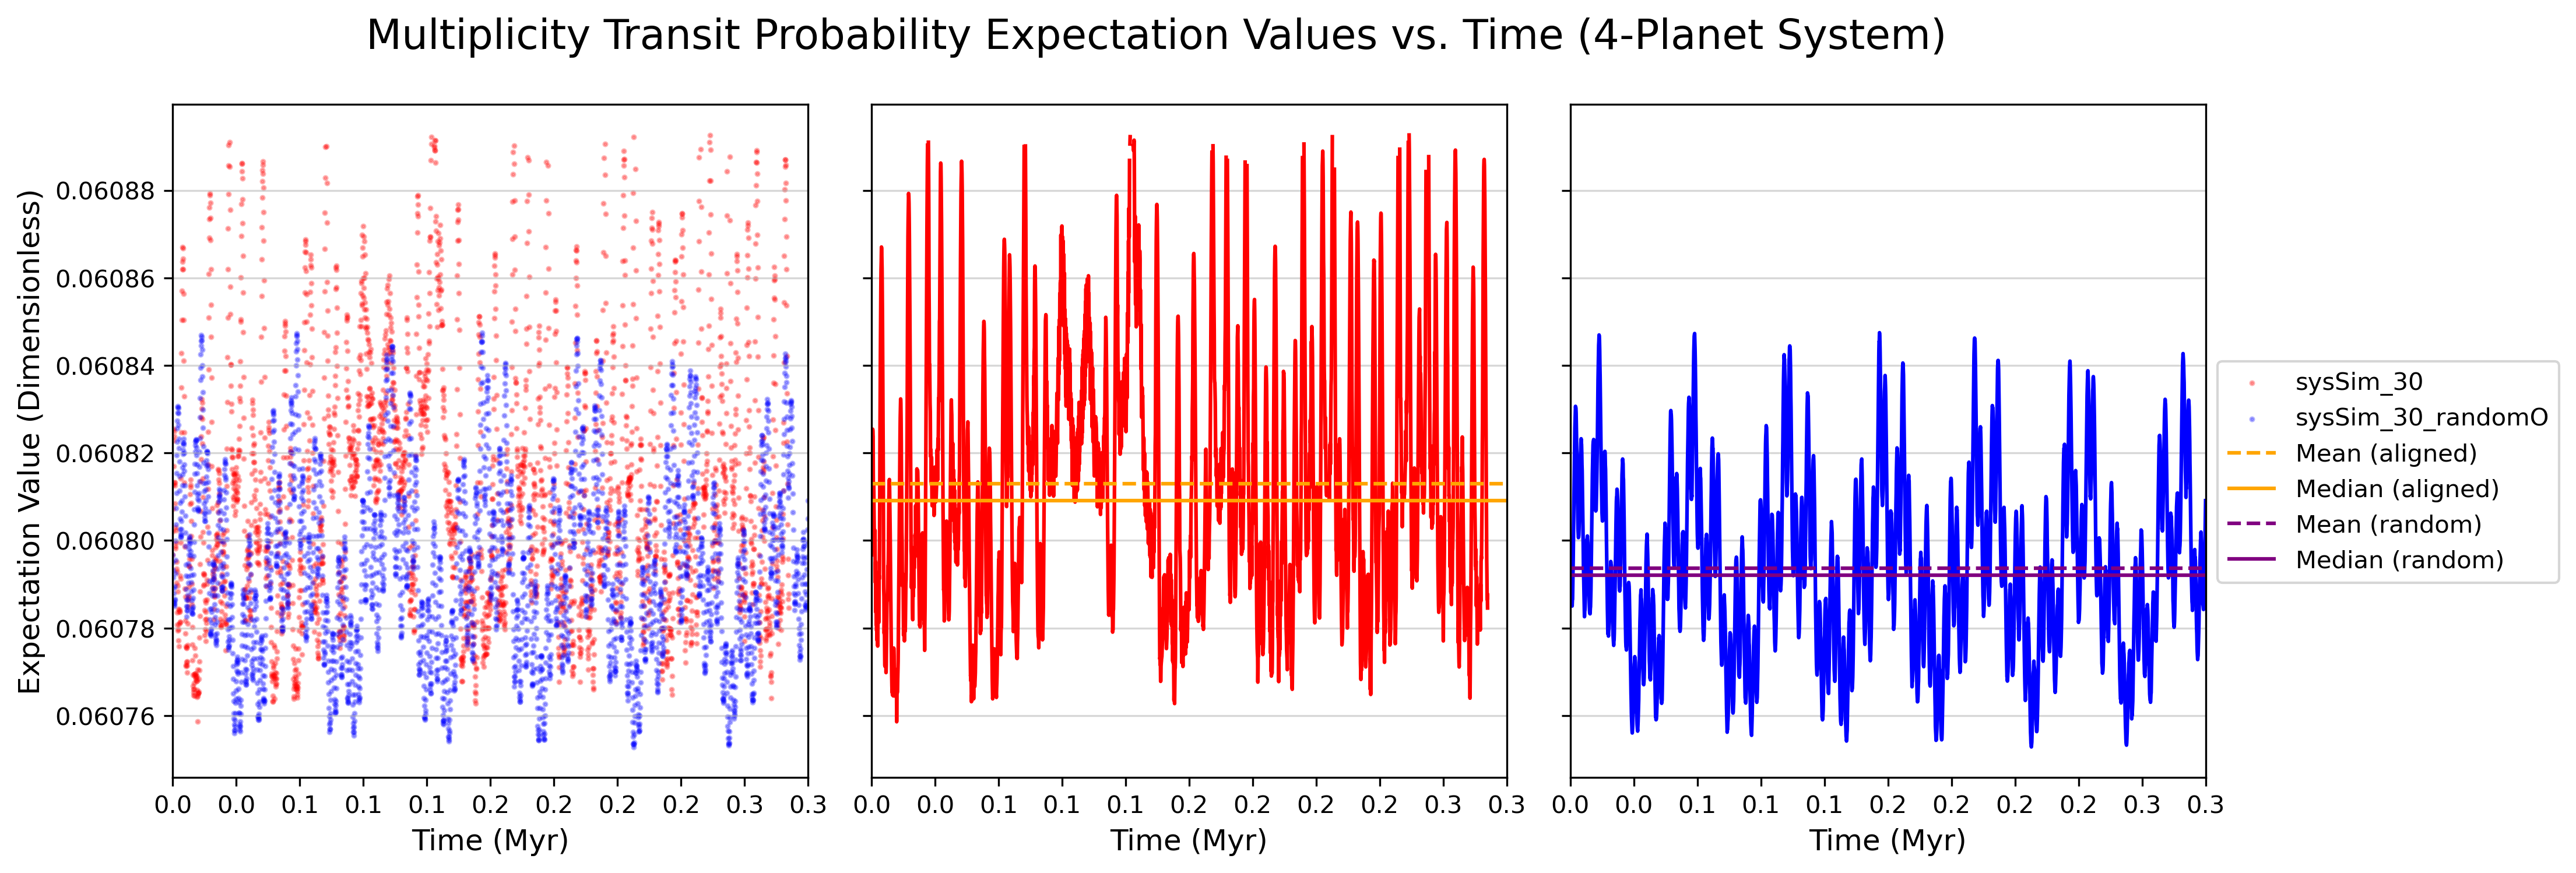 Multiplicity Transit Probability Expectation Values vs. Time (4-Planet System)
Expectation Value (Dimensionless)
0.06088
0.06086
0.06084
0.06082
0.06080
0.06078
0.06076
0.0 0.0 0.1 0.1 0.1 0.2 0.2 0.2 0.2 0.3 0.3
Time (Myr)
0.0 0.0 0.1 0.1 0.1 0.2 0.2 0.2 0.2 0.3 0.3
Time (Myr)
0.0 0.0 0.1 0.1 0.1 0.2 0.2 0.2 0.2 0.3 0.3
Time (Myr)
sysSim_30
sysSim_30_randomO
Mean (aligned)
Median (aligned)
Mean (random)
Median (random)